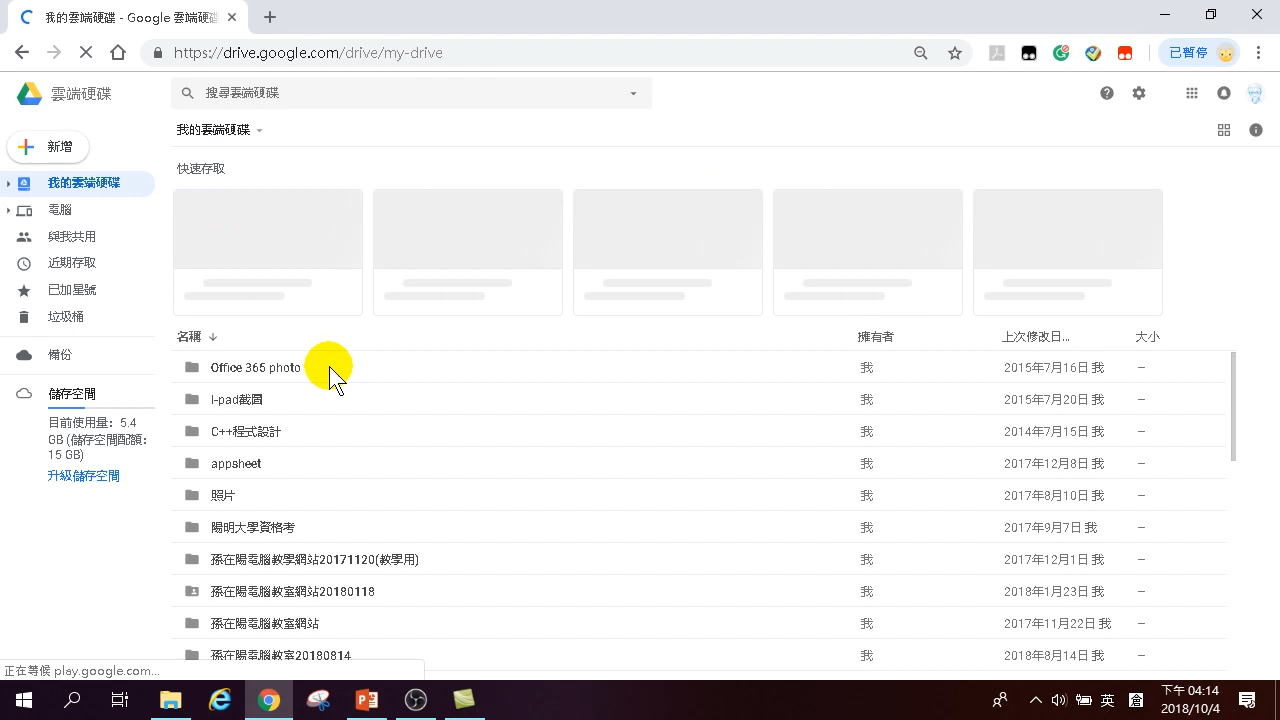 我的雲端硬碟 - Google 雲端硬碟
https://drive.google.com/drive/my-drive
已暫停
雲端硬碟
搜尋雲端硬碟
我的雲端硬碟
新增
快速存取
我的雲端硬碟
電腦
與我共用
近期存取
已加星號
垃圾桶
備份
儲存空間
目前使用量：5.4
GB (儲存空間配額：
15 GB)
升級儲存空間
名稱 擁有者 上次修改日... 大小
Office 365 photo 我 2015年7月16日 我 —
I-pad截圖 我 2015年7月20日 我 —
C++程式設計 我 2014年7月15日 我 —
appsheet 我 2017年12月8日 我 —
照片 我 2017年8月10日 我 —
陽明大學資格考 我 2017年9月7日 我 —
孫在陽電腦教學網站20171120(教學用) 我 2017年12月1日 我 —
孫在陽電腦教室網站20180118 我 2018年1月23日 我 —
孫在陽電腦教室網站 我 2017年11月22日 我 —
孫在陽電腦教室20180814 我 2018年8月14日 我 —
正在等候 play.google.com...
英
下午 04:14
2018/10/4